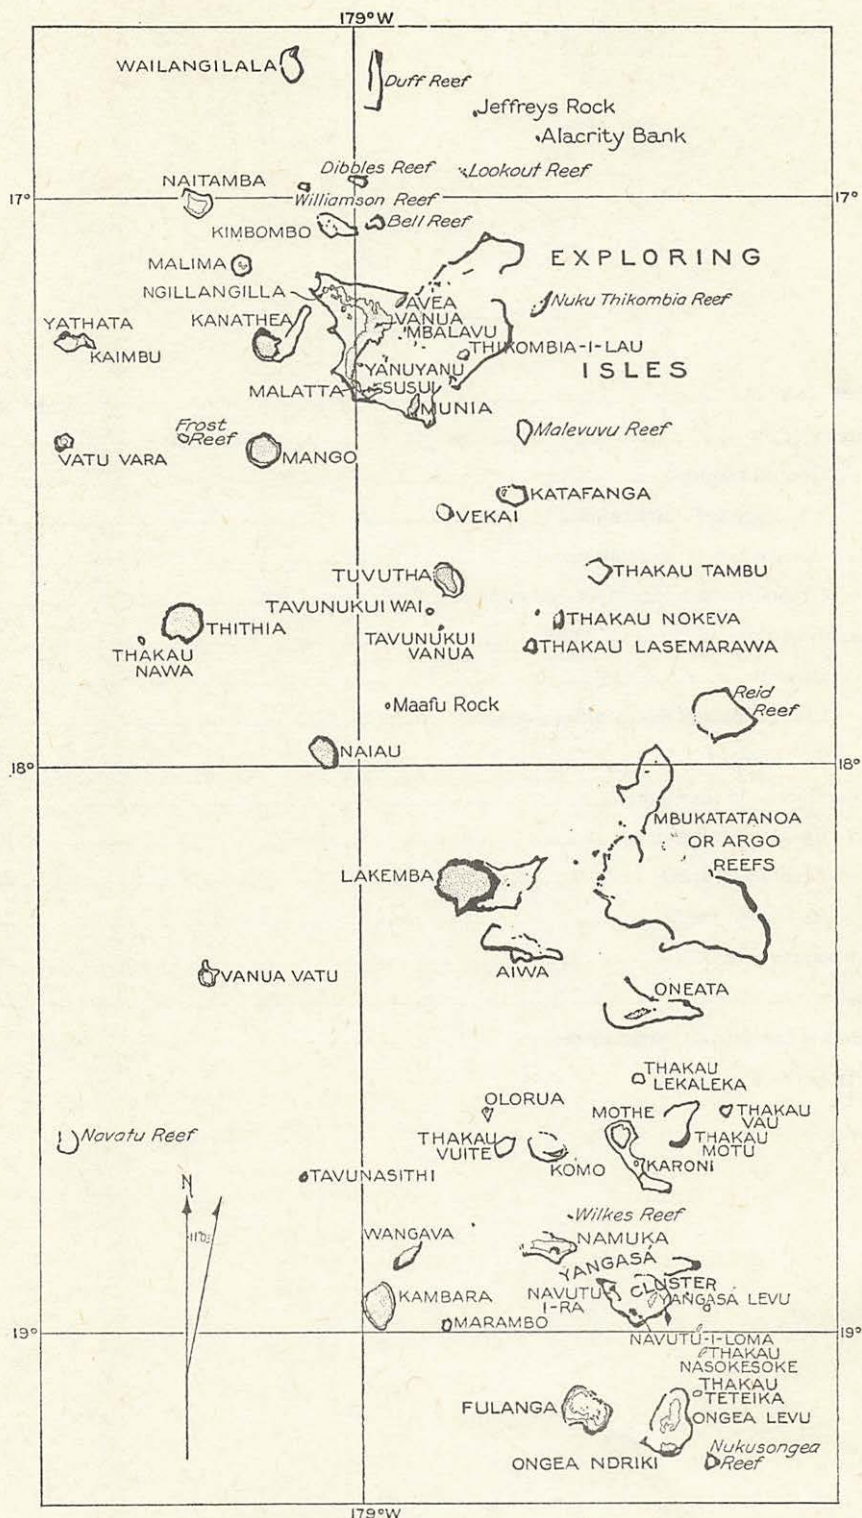 179°W
WAILANGILALA
Duff Reef
Jeffreys Rock
Alacrity Bank
Dibbles Reef
Lookout Reef
NAITAMBA
17°
17°
Williamson Reef
KIMBOMBO
Bell Reef
EXPLORING
MALIMA
NGILLANGILLA
AVEA
Nuku Thikombia Reef
YATHATA
KANATHEA
VANUA
MBALAVU
KAIMBU
THIKOMBIA-I-LAU
YANUYANU
ISLES
MALATTA
SUSUI
MUNIA
Frost
Reef
Malevuvu Reef
VATU VARA
MANGO
KATAFANGA
VEKAI
TUVUTHA
THAKAU TAMBU
TAVUNUKUI WAI
THAKAU NOKEVA
THITHIA
TAVUNUKUI
VANUA
THAKAU LASEMARAWA
THAKAU
NAWA
Reid
Reef
Maafu Rock
NAIAU
18°
18°
MBUKATATANOA
OR ARGO
REEFS
LAKEMBA
AIWA
VANUA VATU
ONEATA
THAKAU
LEKALEKA
OLORUA
MOTHE
THAKAU
VAU
Navatu Reef
THAKAU
VUITE
THAKAU
MOTU
KOMO
KARONI
TAVUNASITHI
N
Wilkes Reef
WANGAVA
NAMUKA
YANGASA
CLUSTER
KAMBARA
NAVUTU
I-RA
YANGASA LEVU
MARAMBO
19°
19°
NAVUTU-I-LOMA
THAKAU
NASOKESOKE
THAKAU
TETEIKA
FULANGA
ONGEA LEVU
ONGEA NDRIKI
Nukusongea
Reef
179°W